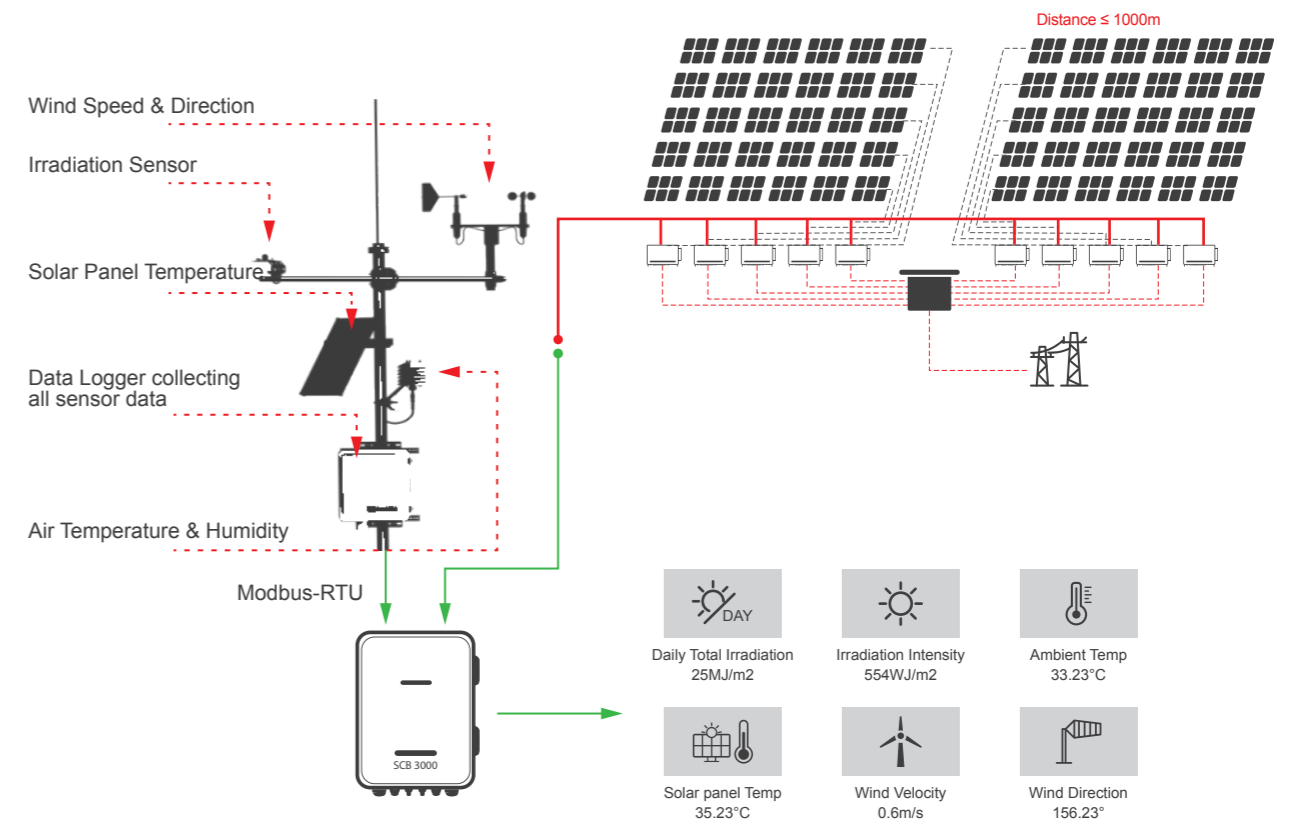 Distance ≤ 1000m
Wind Speed & Direction
Irradiation Sensor
Solar Panel Temperature
Data Logger collecting
all sensor data
Air Temperature & Humidity
Modbus-RTU
SCB 3000
DAY
Daily Total Irradiation
25MJ/m2
Irradiation Intensity
554WJ/m2
Ambient Temp
33.23°C
Solar panel Temp
35.23°C
Wind Velocity
0.6m/s
Wind Direction
156.23°